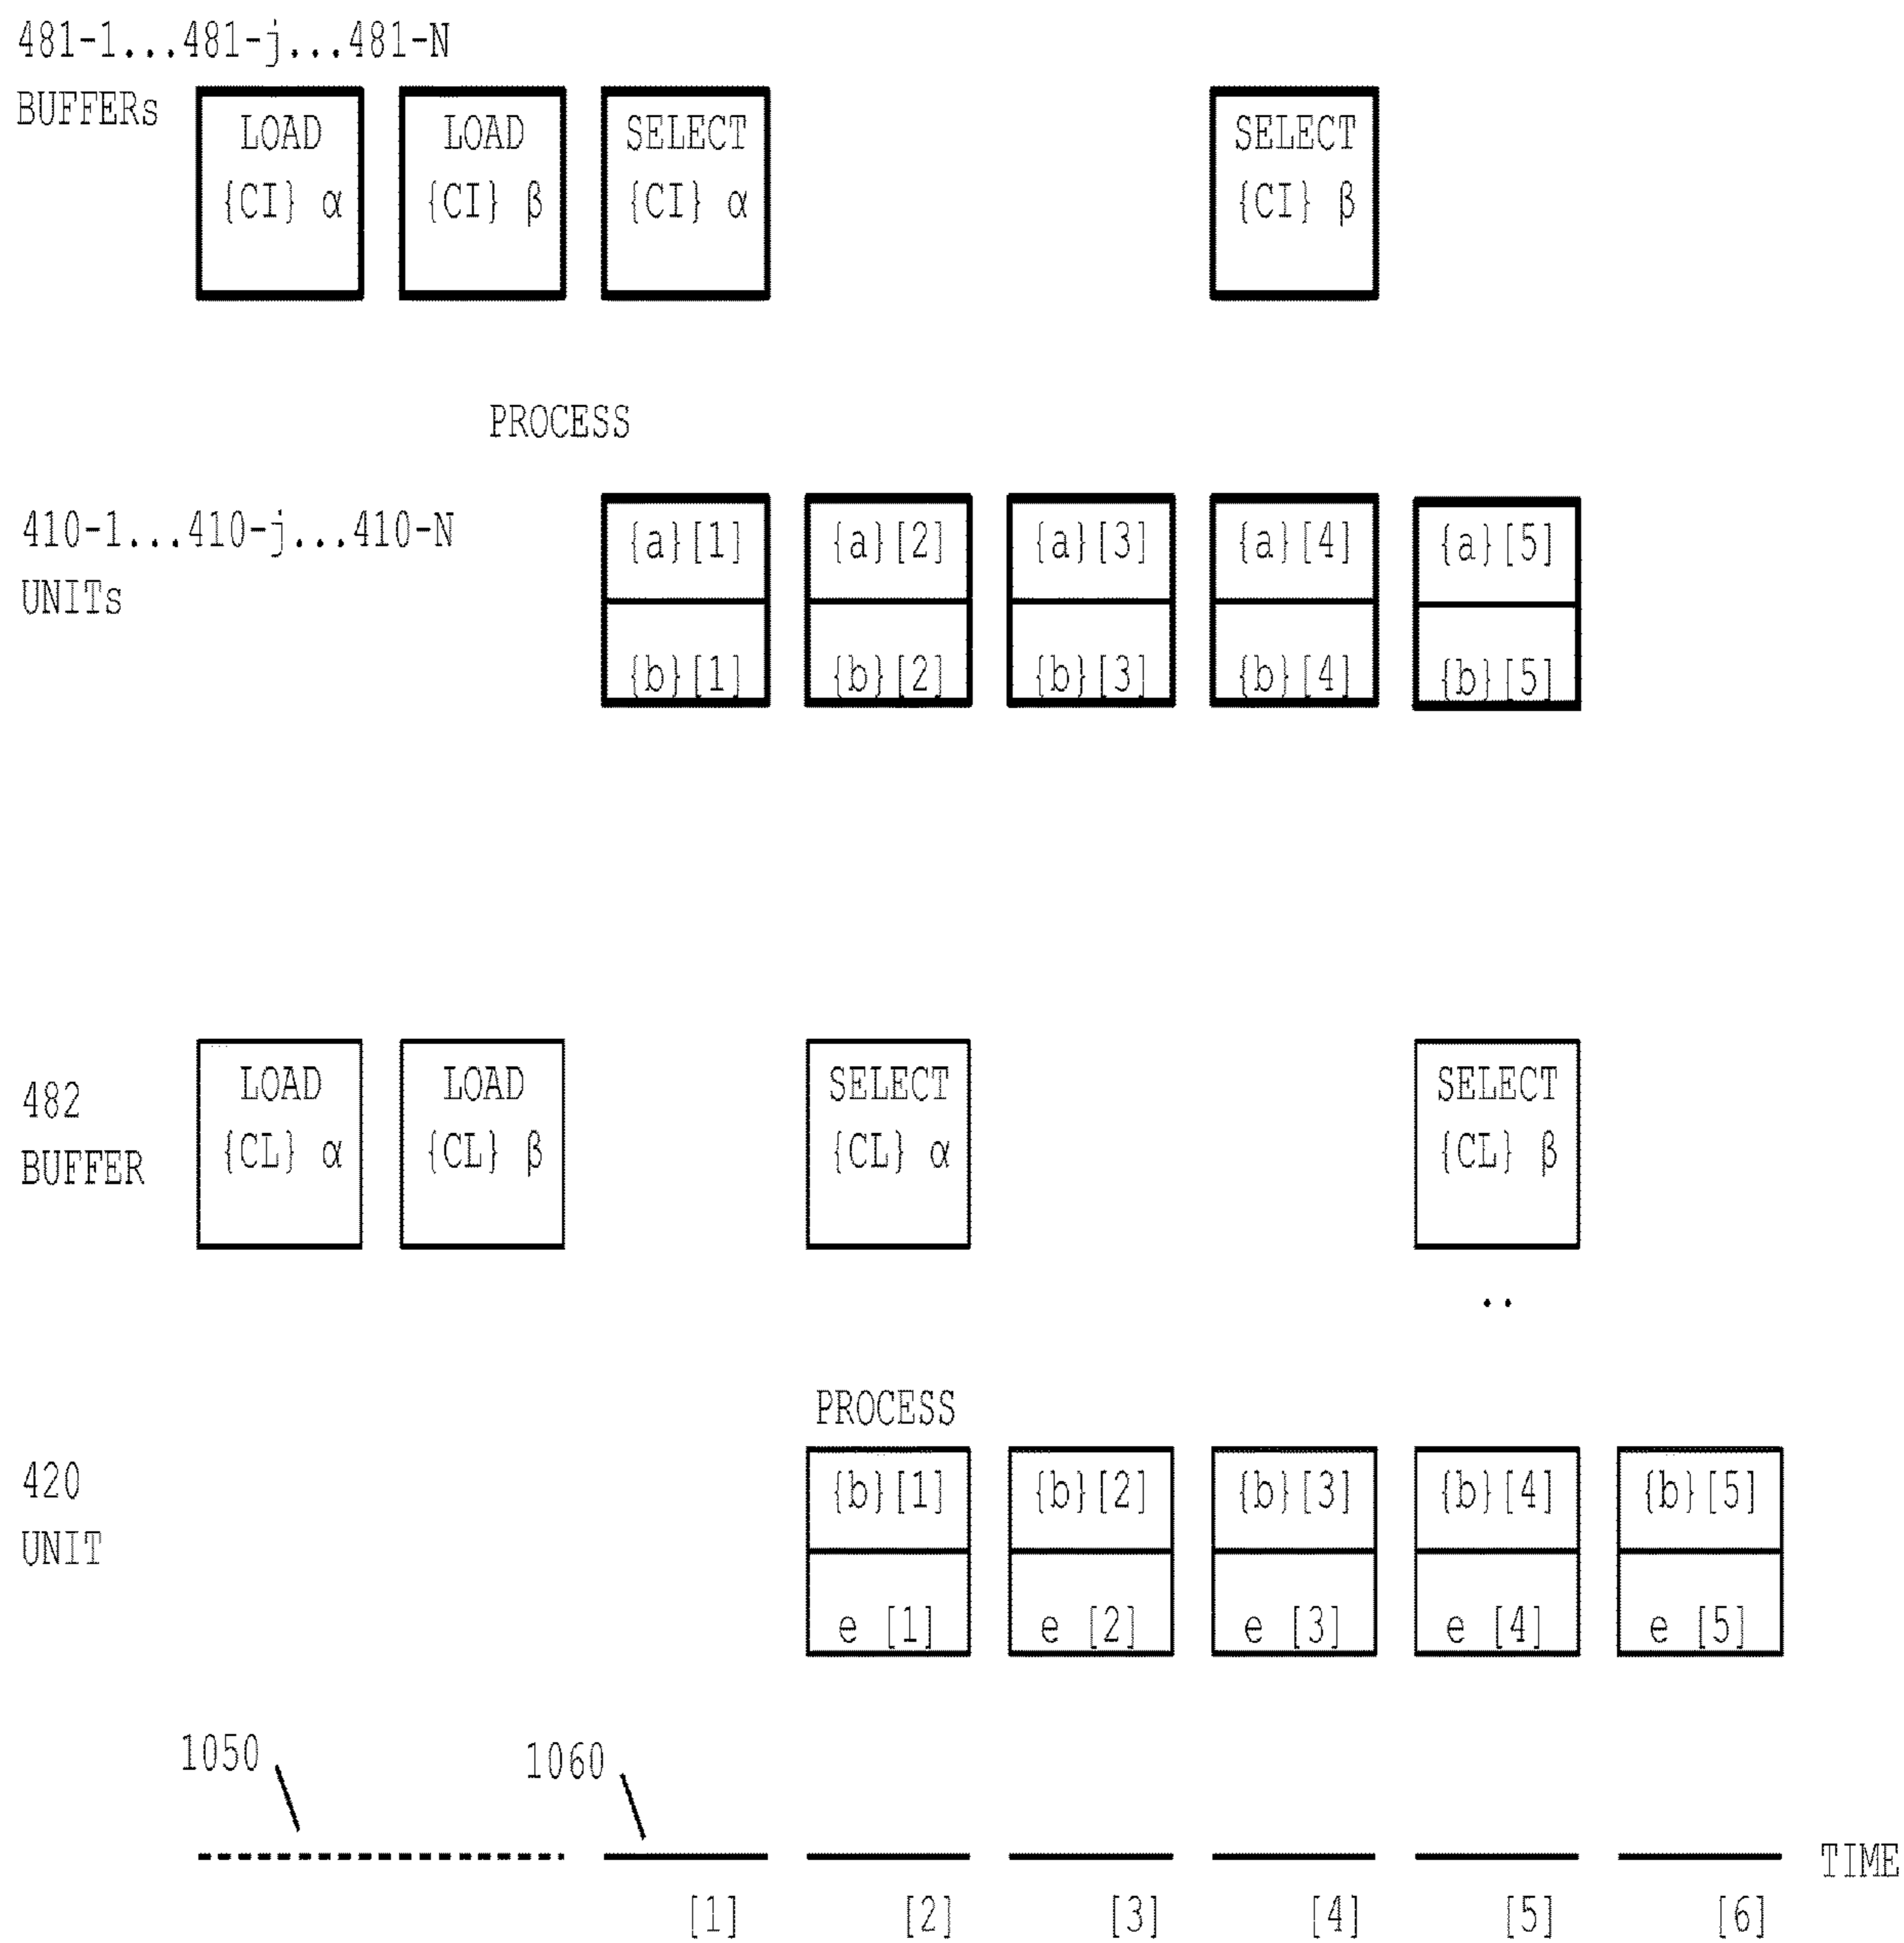 481-1...481-j...481-N
BUFFERs
LOAD LOAD SELECT SELECT
{CI} α {CI} β {CI} α {CI} β
PROCESS
410-1...410-j...410-N
UNITs
{a}[1] {a}[2] {a}[3] {a}[4] {a}[5]
{b}[1] {b}[2] {b}[3] {b}[4] {b}[5]
482
BUFFER
LOAD LOAD SELECT SELECT
{CL} α {CL} β {CL} α {CL} β
..
PROCESS
420
UNIT
{b}[1] {b}[2] {b}[3] {b}[4] {b}[5]
e [1] e [2] e [3] e [4] e [5]
1050 1060
TIME
[1] [2] [3] [4] [5] [6]